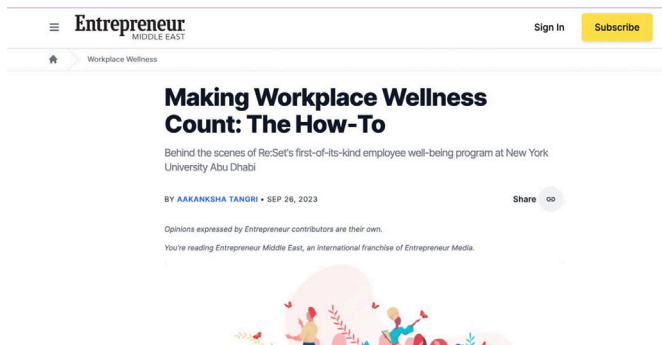 Entrepreneur
MIDDLE EAST
Sign In
Subscribe
Workplace Wellness
Making Workplace Wellness
Count: The How-To
Behind the scenes of Re:Set's first-of-its-kind employee well-being program at New York
University Abu Dhabi
BY AAKANKSHA TANGRI • SEP 26, 2023
Share
Opinions expressed by Entrepreneur contributors are their own.
You're reading Entrepreneur Middle East, an international franchise of Entrepreneur Media.